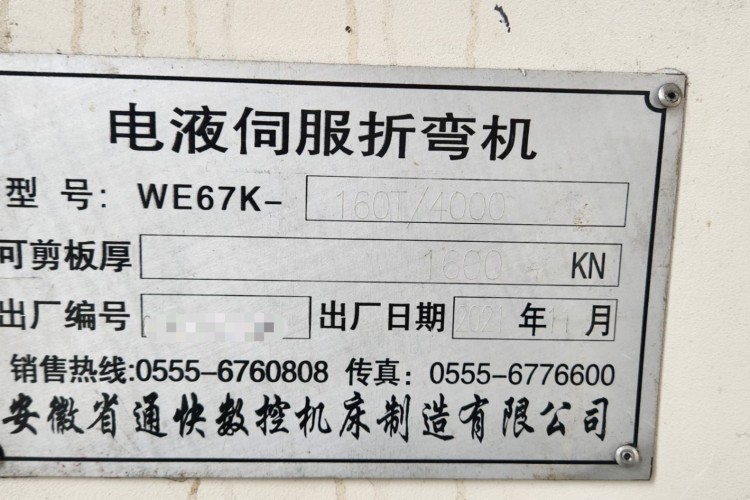 电液伺服折弯机
型号: WE67K- 160T/4000
可剪板厚 1600 KN
出厂编号 出厂日期 2021 年 11 月
销售热线:0555-6760808 传真: 0555-6776600
安徽省通快数控机床制造有限公司